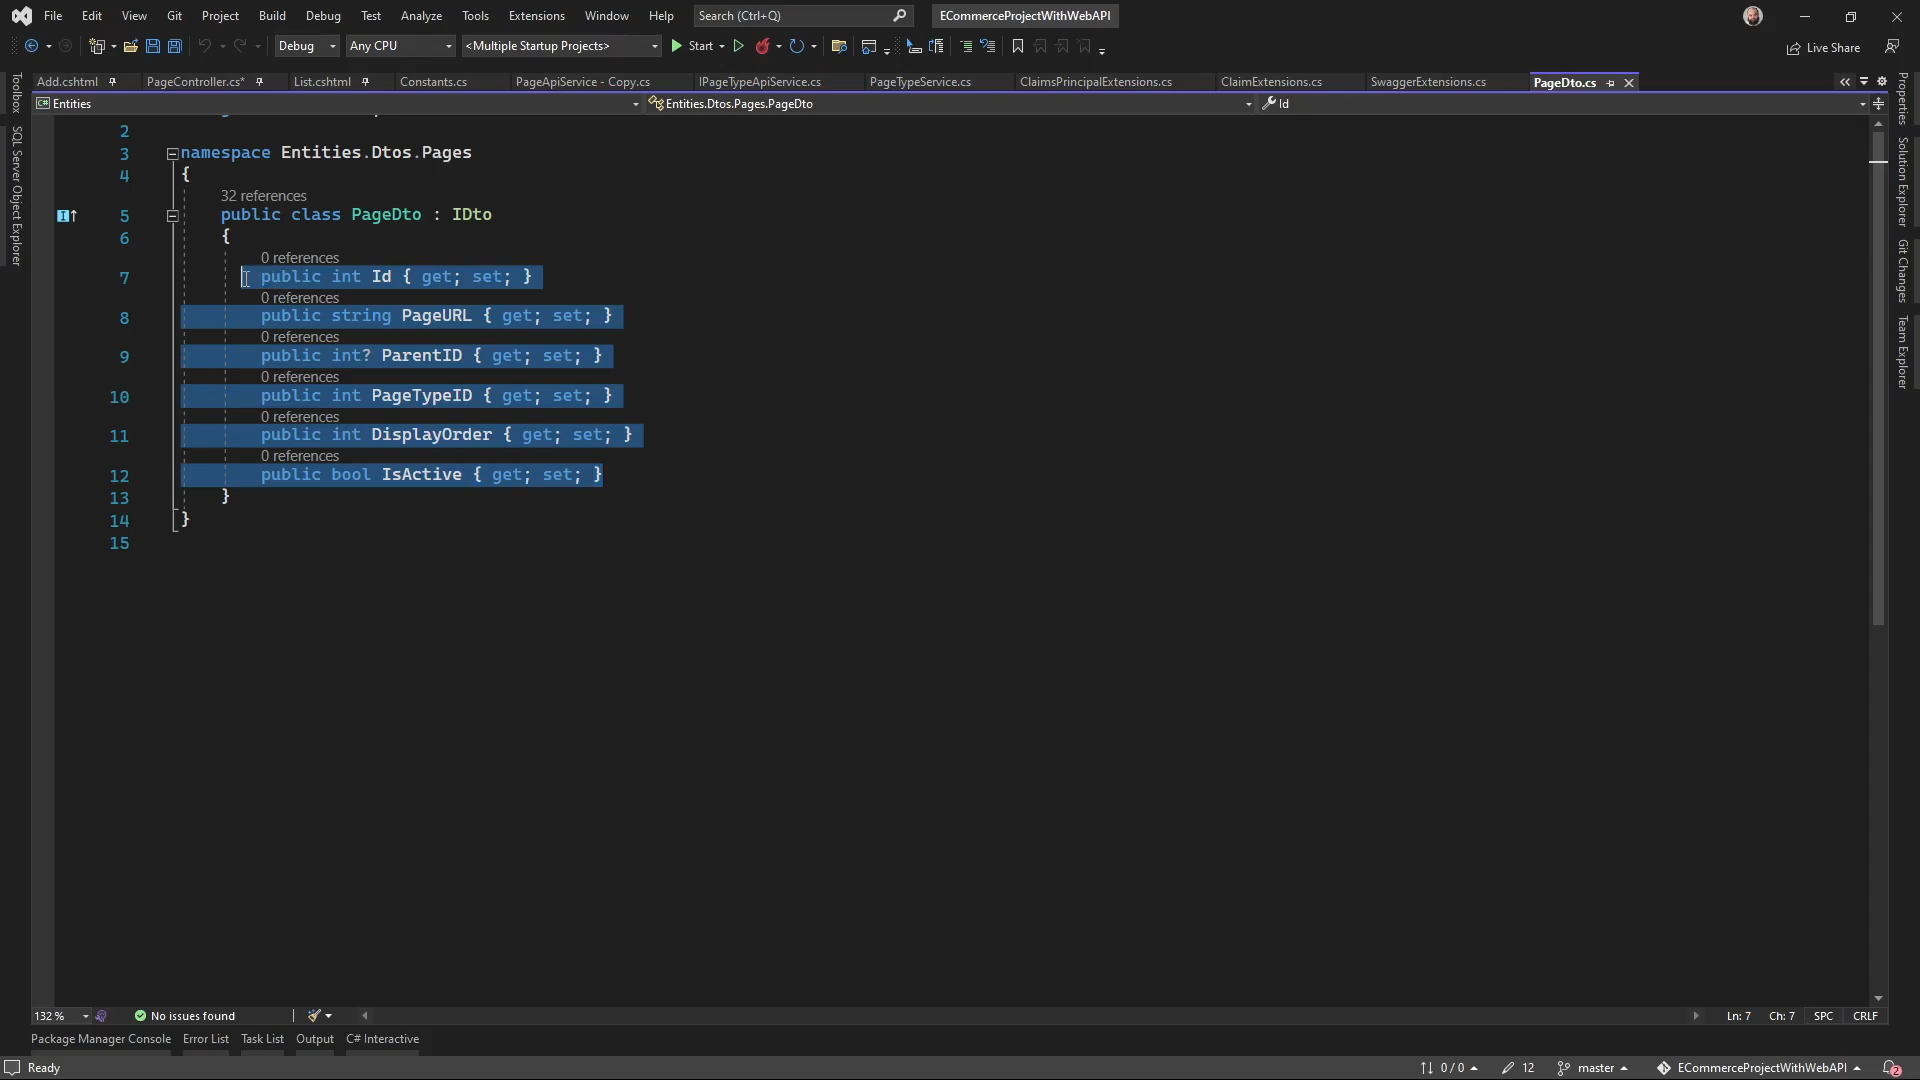 File Edit View Git Project Build Debug Test Analyze Tools Extensions Window Help Search (Ctrl+Q) ECommerceProjectWithWebAPI
Debug Any CPU <Multiple Startup Projects> Start Live Share
Add.cshtml PageController.cs* List.cshtml Constants.cs PageApiService - Copy.cs IPageTypeApiService.cs PageTypeService.cs ClaimsPrincipalExtensions.cs ClaimExtensions.cs SwaggerExtensions.cs PageDto.cs
Entities Entities.Dtos.Pages.PageDto Id
Toolbox
SQL Server Object Explorer
2
3 namespace Entities.Dtos.Pages
4 {
32 references
5 public class PageDto : IDto
6 {
0 references
7 public int Id { get; set; }
0 references
8 public string PageURL { get; set; }
0 references
9 public int? ParentID { get; set; }
0 references
10 public int PageTypeID { get; set; }
0 references
11 public int DisplayOrder { get; set; }
0 references
12 public bool IsActive { get; set; }
13 }
14 }
15
Properties
Solution Explorer
Git Changes
Team Explorer
132 % No issues found Ln: 7 Ch: 7 SPC CRLF
Package Manager Console Error List Task List Output C# Interactive
Ready 0 / 0 12 master ECommerceProjectWithWebAPI 2